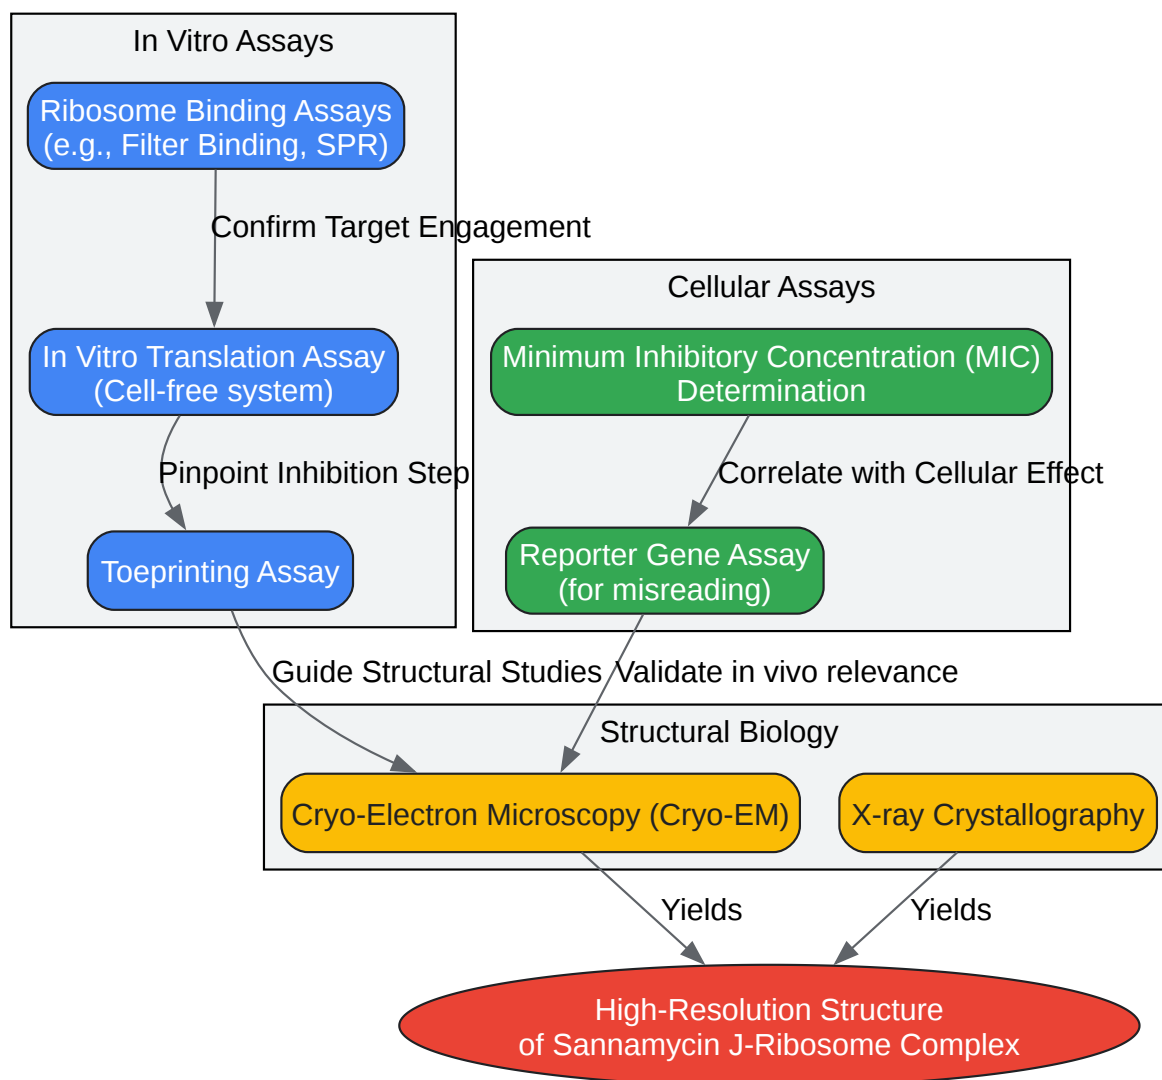 In Vitro Assays
Ribosome Binding Assays
(e.g., Filter Binding, SPR)
Confirm Target Engagement
In Vitro Translation Assay
(Cell-free system)
Pinpoint Inhibition Step
Toeprinting Assay
Cellular Assays
Minimum Inhibitory Concentration (MIC)
Determination
Correlate with Cellular Effect
Reporter Gene Assay
(for misreading)
Guide Structural Studies
Validate in vivo relevance
Structural Biology
Cryo-Electron Microscopy (Cryo-EM)
X-ray Crystallography
Yields
Yields
High-Resolution Structure
of Sannamycin J-Ribosome Complex